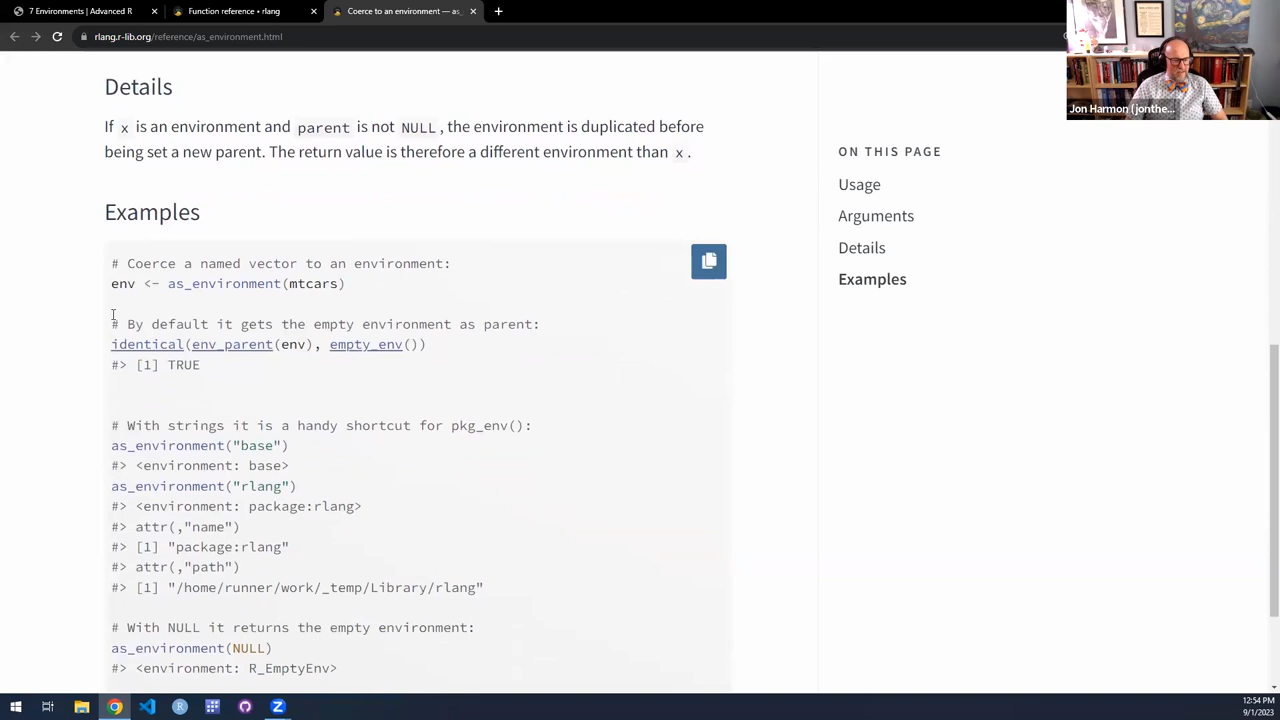 7 Environments | Advanced R
Function reference • rlang
Coerce to an environment — as_
rlang.r-lib.org/reference/as_environment.html
Jon Harmon (jonthe...
Details
If x is an environment and parent is not NULL, the environment is duplicated before
being set a new parent. The return value is therefore a different environment than x.
Examples
# Coerce a named vector to an environment:
env <- as_environment(mtcars)
# By default it gets the empty environment as parent:
identical(env_parent(env), empty_env())
#> [1] TRUE
# With strings it is a handy shortcut for pkg_env():
as_environment("base")
#> <environment: base>
as_environment("rlang")
#> <environment: package:rlang>
#> attr(,"name")
#> [1] "package:rlang"
#> attr(,"path")
#> [1] "/home/runner/work/_temp/Library/rlang"
# With NULL it returns the empty environment:
as_environment(NULL)
#> <environment: R_EmptyEnv>
ON THIS PAGE
Usage
Arguments
Details
Examples
12:54 PM
9/1/2023